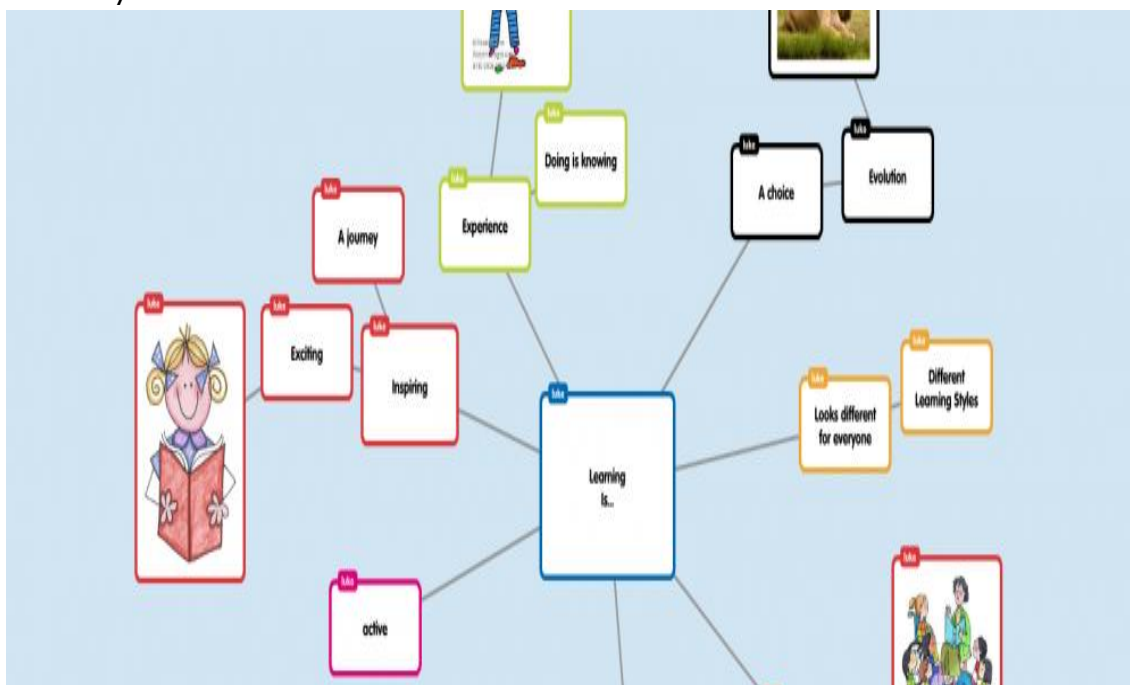 Doing is knowing
Evolution
A choice
Experience
A journey
Exciting
Inspiring
Different
Learning Styles
Looks different
for everyone
Learning
Is...
active